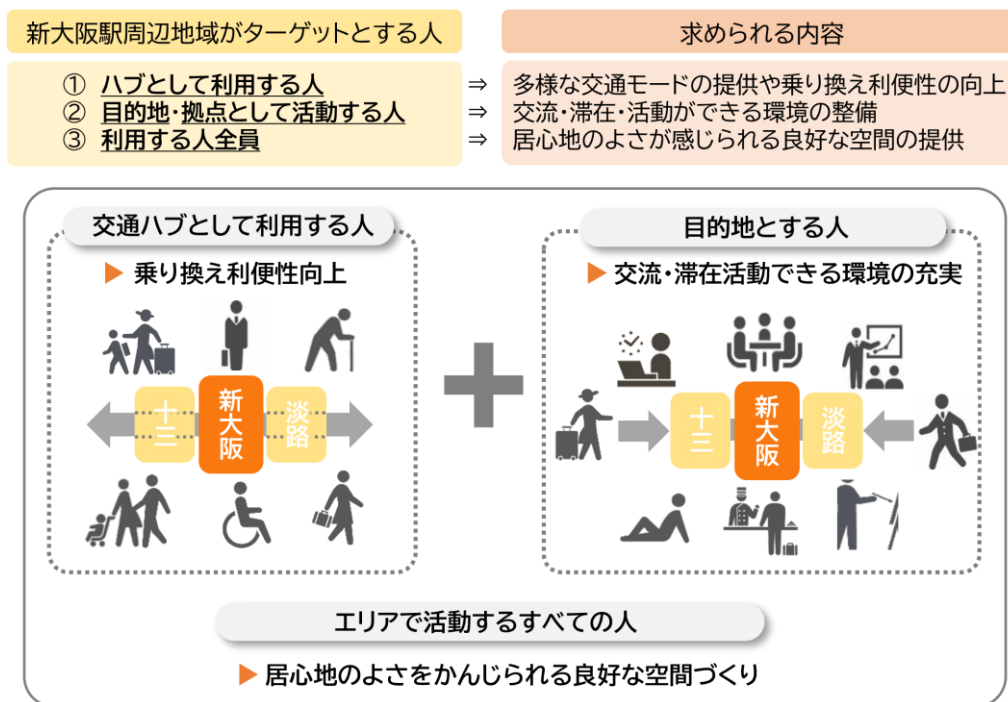 新大阪駅周辺地域がターゲットとする人
求められる内容
① ハブとして利用する人 ⇒ 多様な交通モードの提供や乗り換え利便性の向上
② 目的地・拠点として活動する人 ⇒ 交流・滞在・活動ができる環境の整備
③ 利用する人全員 ⇒ 居心地のよさが感じられる良好な空間の提供
交通ハブとして利用する人
▶ 乗り換え利便性向上
十三
新大阪
淡路
目的地とする人
▶ 交流・滞在活動できる環境の充実
十三
新大阪
淡路
エリアで活動するすべての人
▶ 居心地のよさをかんじられる良好な空間づくり